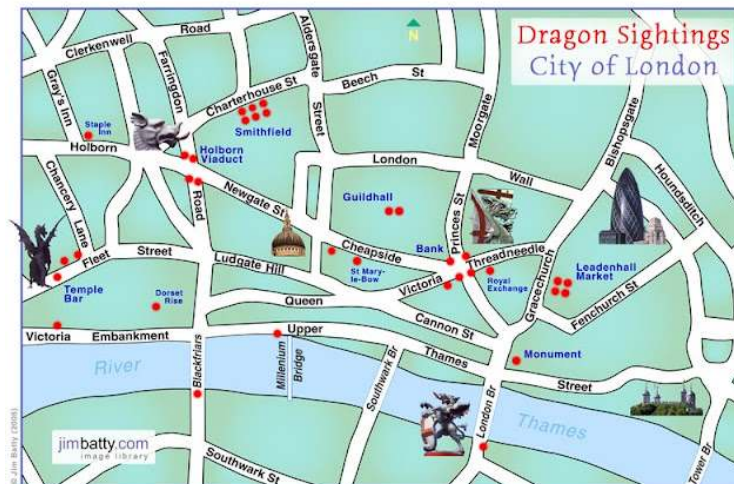 Dragon Sightings
City of London
N
Clerkenwell
Road
Gray's Inn
Farringdon
Aldersgate
Charterhouse St
Beech
St
Moorgate
Bishopsgate
Staple
Inn
Smithfield
Holborn
Holborn
Viaduct
Street
London
Wall
Houndsditch
Chancery Lane
Newgate St
Road
Guildhall
Princes St
Bank
Fleet
Street
Cheapside
Threadneedle
Ludgate Hill
St Mary-
le-Bow
Victoria
Royal
Exchange
Gracechurch
Leadenhall
Market
Temple
Bar
Dorset
Rise
Queen
Cannon St
Fenchurch St
Victoria
Embankment
Upper
Thames
Street
Monument
River
Blackfriars
Millenium
Bridge
Southwark Br
London Br
Thames
Tower Br
Southwark St
jimbatty.com
image library
© Jim Batty (2008)